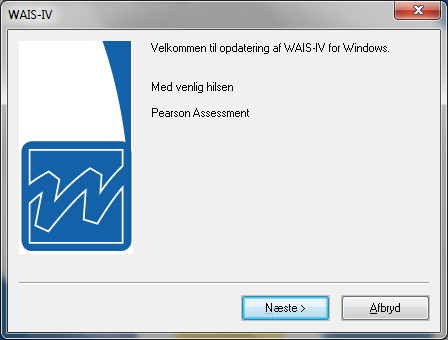 WAIS-IV
Velkommen til opdatering af WAIS-IV for Windows.
Med venlig hilsen
Pearson Assessment
Næste >
Afbryd